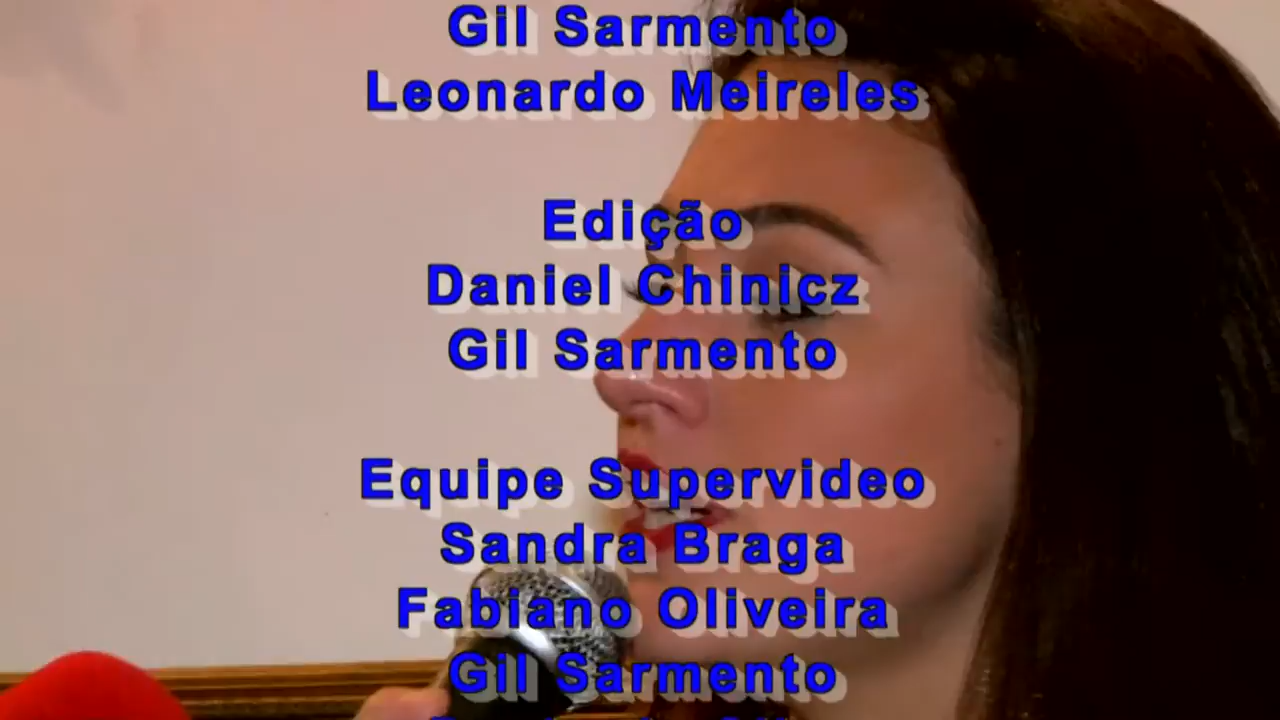 Gil Sarmento
Leonardo Meireles
Edição
Daniel Chinicz
Gil Sarmento
Equipe Supervideo
Sandra Braga
Fabiano Oliveira
Gil Sarmento